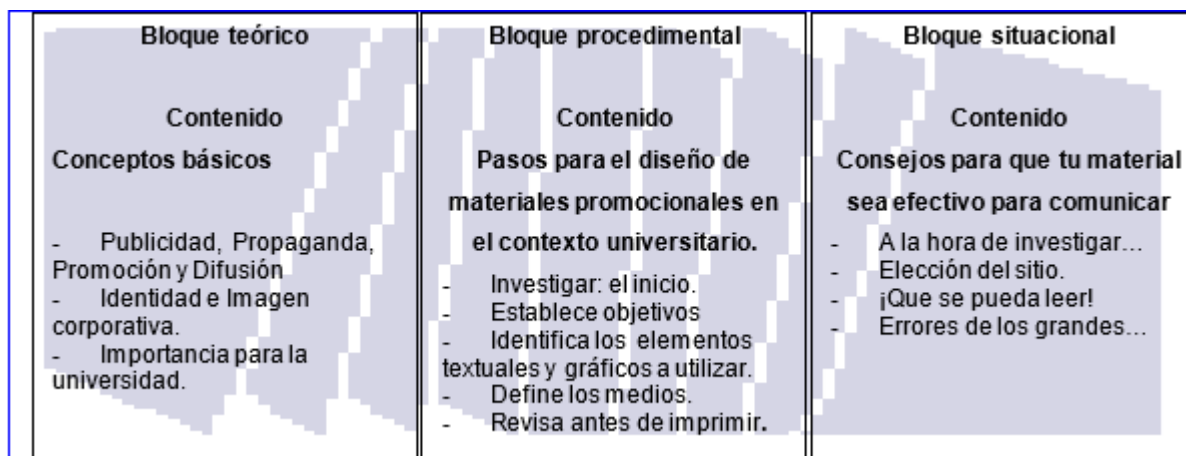 Bloque teórico
Contenido
Conceptos básicos
- Publicidad, Propaganda,
Promoción y Difusión
- Identidad e Imagen
corporativa.
- Importancia para la
universidad.
Bloque procedimental
Contenido
Pasos para el diseño de
materiales promocionales en
el contexto universitario.
- Investigar: el inicio.
- Establece objetivos
- Identifica los elementos
textuales y gráficos a utilizar.
- Define los medios.
- Revisa antes de imprimir.
Bloque situacional
Contenido
Consejos para que tu material
sea efectivo para comunicar
- A la hora de investigar…
- Elección del sitio.
- ¡Que se pueda leer!
- Errores de los grandes…